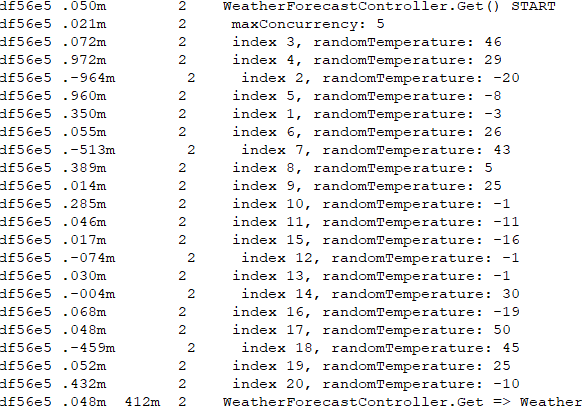 df56e5 .050m 2 WeatherForecastController.Get() START
df56e5 .021m 2 maxConcurrency: 5
df56e5 .072m 2 index 3, randomTemperature: 46
df56e5 .972m 2 index 4, randomTemperature: 29
df56e5 .-964m 2 index 2, randomTemperature: -20
df56e5 .960m 2 index 5, randomTemperature: -8
df56e5 .350m 2 index 1, randomTemperature: -3
df56e5 .055m 2 index 6, randomTemperature: 26
df56e5 .-513m 2 index 7, randomTemperature: 43
df56e5 .389m 2 index 8, randomTemperature: 5
df56e5 .014m 2 index 9, randomTemperature: 25
df56e5 .285m 2 index 10, randomTemperature: -1
df56e5 .046m 2 index 11, randomTemperature: -11
df56e5 .017m 2 index 15, randomTemperature: -16
df56e5 .-074m 2 index 12, randomTemperature: -1
df56e5 .030m 2 index 13, randomTemperature: -1
df56e5 .-004m 2 index 14, randomTemperature: 30
df56e5 .068m 2 index 16, randomTemperature: -19
df56e5 .048m 2 index 17, randomTemperature: 50
df56e5 .-459m 2 index 18, randomTemperature: 45
df56e5 .052m 2 index 19, randomTemperature: 25
df56e5 .432m 2 index 20, randomTemperature: -10
df56e5 .048m 412m 2 WeatherForecastController.Get => Weather